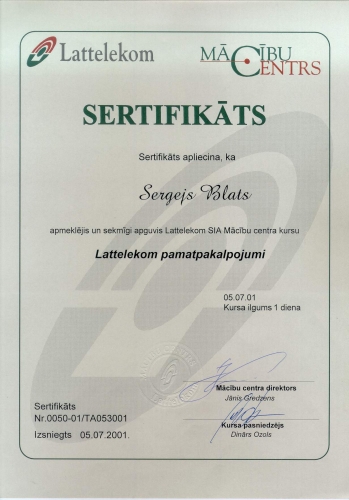 Lattelekom
MĀCĪBU
CENTRS
SERTIFIKĀTS
Sertifikāts apliecina, ka
Sergejs Blats
apmeklējis un sekmīgi apguvis Lattelekom SIA Mācību centra kursu
Lattelekom pamatpakalpojumi
05.07.01
Kursa ilgums 1 diena
Mācību centra direktors
Jānis Gredzens
Sertifikāts
Nr.0050-01/TA053001
Kursa pasniedzējs
Dinārs Ozols
Izsniegts 05.07.2001.